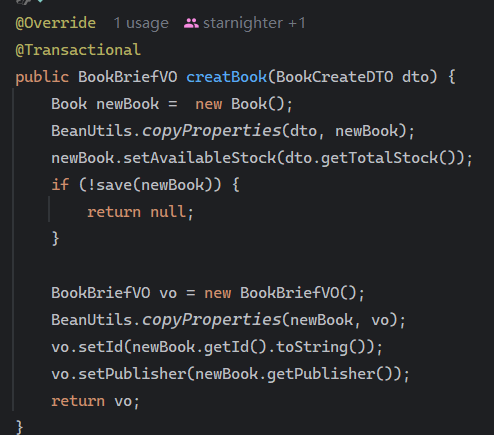 @Override 1 usage starnighter +1
@Transactional
public BookBriefVO creatBook(BookCreateDTO dto) {
    Book newBook =  new Book();
    BeanUtils.copyProperties(dto, newBook);
    newBook.setAvailableStock(dto.getTotalStock());
    if (!save(newBook)) {
        return null;
    }

    BookBriefVO vo = new BookBriefVO();
    BeanUtils.copyProperties(newBook, vo);
    vo.setId(newBook.getId().toString());
    vo.setPublisher(newBook.getPublisher());
    return vo;
}